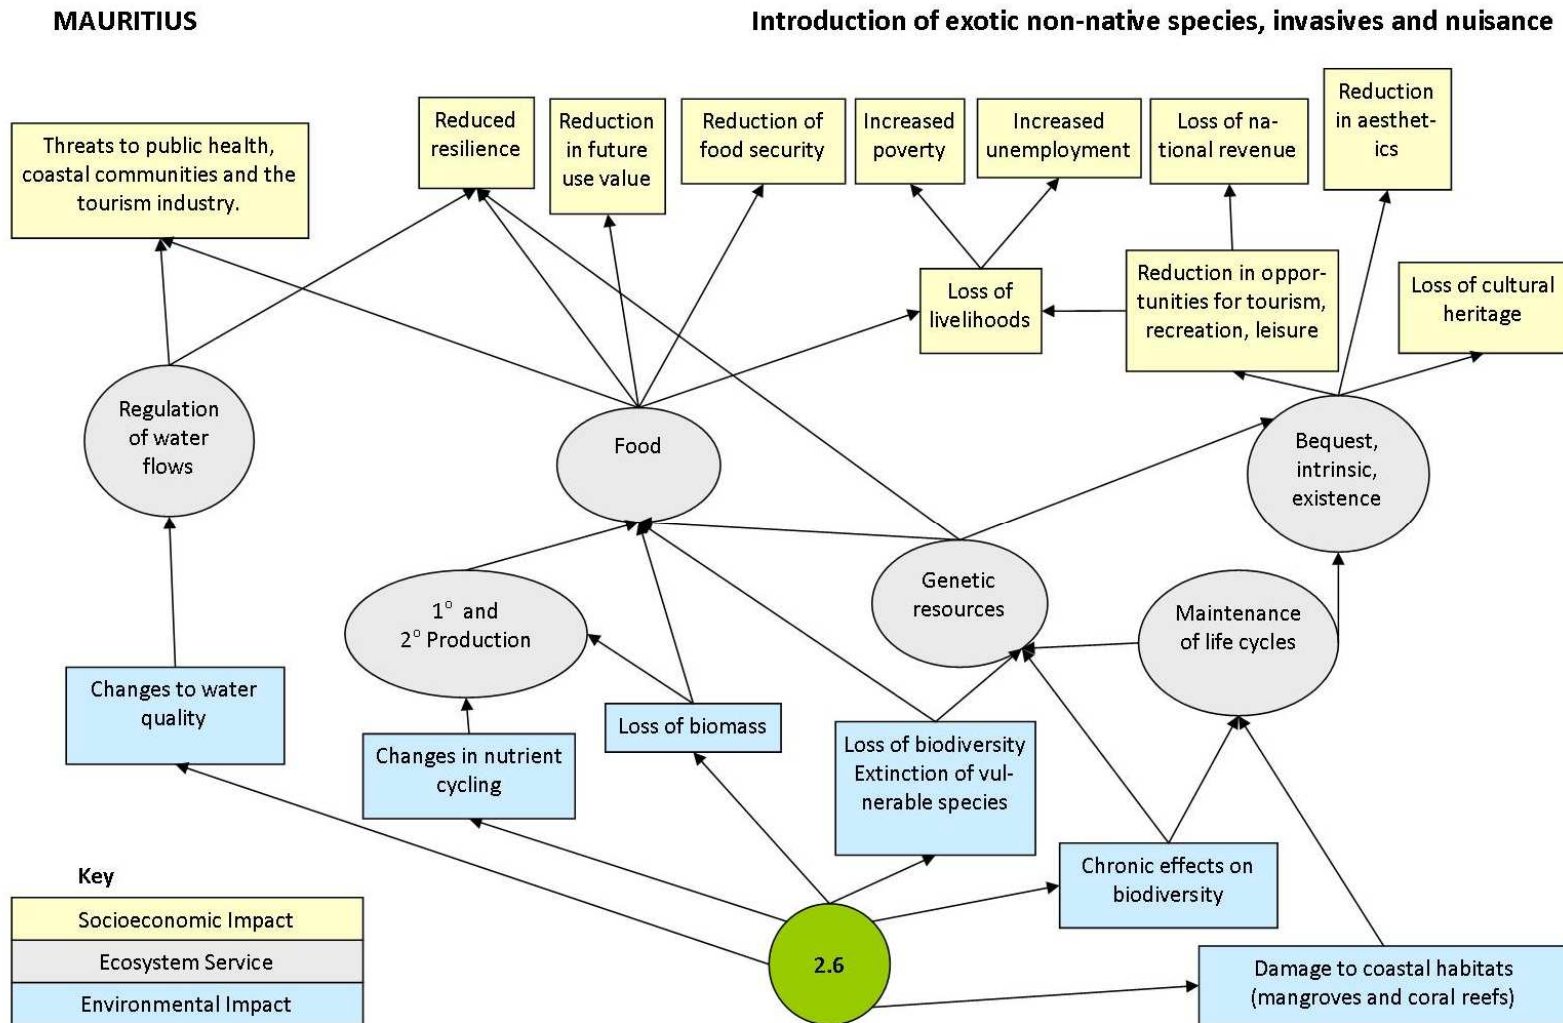 MAURITIUS
Introduction of exotic non-native species, invasives and nuisance
Threats to public health,
coastal communities and the
tourism industry.
Reduced
resilience
Reduction
in future
use value
Reduction of
food security
Increased
poverty
Increased
unemployment
Loss of na-
tional revenue
Reduction
in aesthet-
ics
Loss of
livelihoods
Reduction in oppor-
tunities for tourism,
recreation, leisure
Loss of cultural
heritage
Regulation
of water
flows
Food
Bequest,
intrinsic,
existence
1° and
2° Production
Genetic
resources
Maintenance
of life cycles
Changes to water
quality
Changes in nutrient
cycling
Loss of biomass
Loss of biodiversity
Extinction of vul-
nerable species
Chronic effects on
biodiversity
Damage to coastal habitats
(mangroves and coral reefs)
2.6
Key
Socioeconomic Impact
Ecosystem Service
Environmental Impact